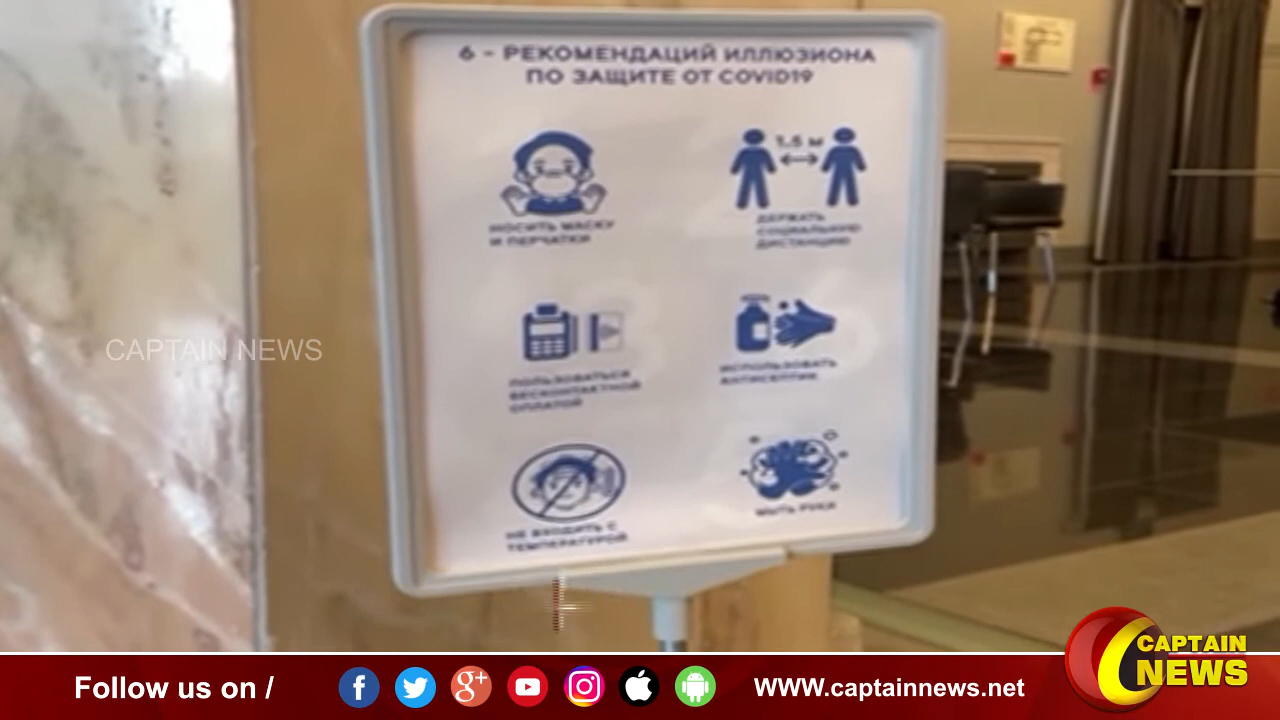 6 - РЕКОМЕНДАЦИЙ ИЛЛЮЗИОНА
ПО ЗАЩИТЕ ОТ COVID19
1,5 м
НОСИТЬ МАСКУ
И ПЕРЧАТКИ
ДЕРЖАТЬ
СОЦИАЛЬНУЮ
ДИСТАНЦИЮ
CAPTAIN NEWS
ПОЛЬЗОВАТЬСЯ
БЕСКОНТАКТНОЙ
ОПЛАТОЙ
ИСПОЛЬЗОВАТЬ
АНТИСЕПТИК
НЕ ВХОДИТЬ С
ТЕМПЕРАТУРОЙ
МЫТЬ РУКИ
Follow us on /
WWW.captainnews.net
CAPTAIN
NEWS